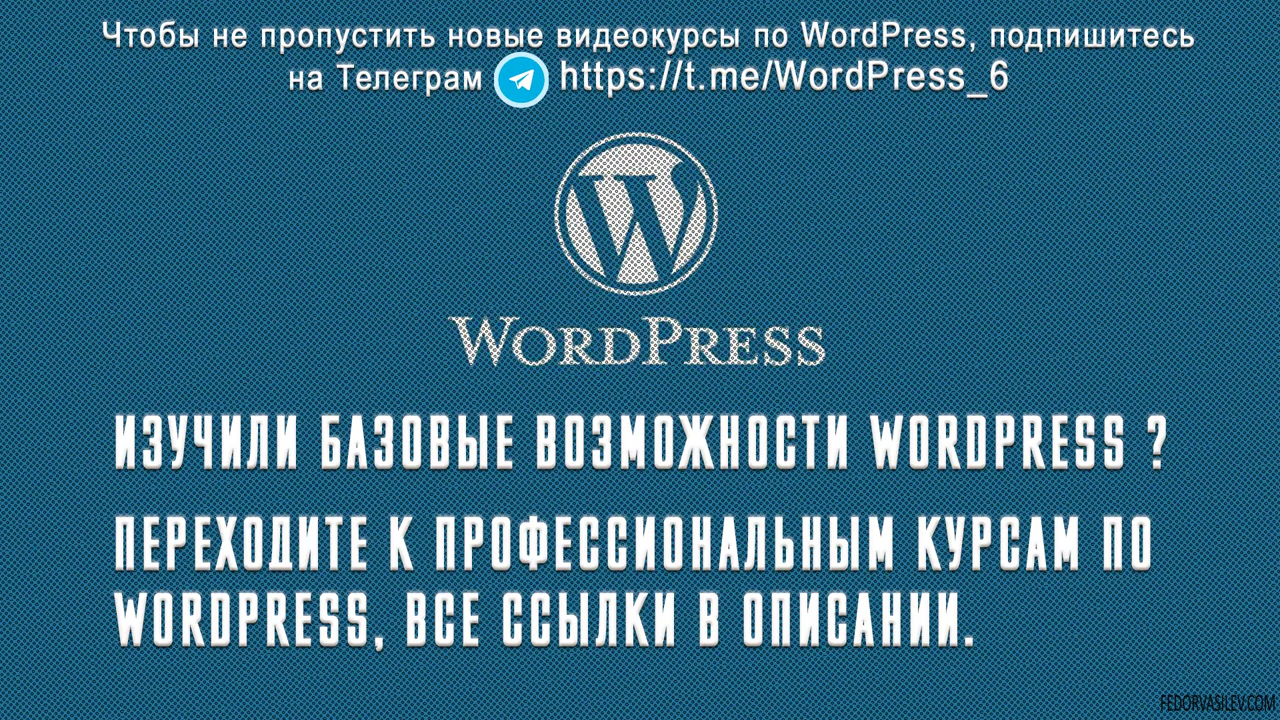 Чтобы не пропустить новые видеокурсы по WordPress, подпишитесь
на Телеграм https://t.me/WordPress_6
WORDPRESS
ИЗУЧИЛИ БАЗОВЫЕ ВОЗМОЖНОСТИ WORDPRESS ?
ПЕРЕХОДИТЕ К ПРОФЕССИОНАЛЬНЫМ КУРСАМ ПО
WORDPRESS, ВСЕ ССЫЛКИ В ОПИСАНИИ.
FEDORVASILEV.COM